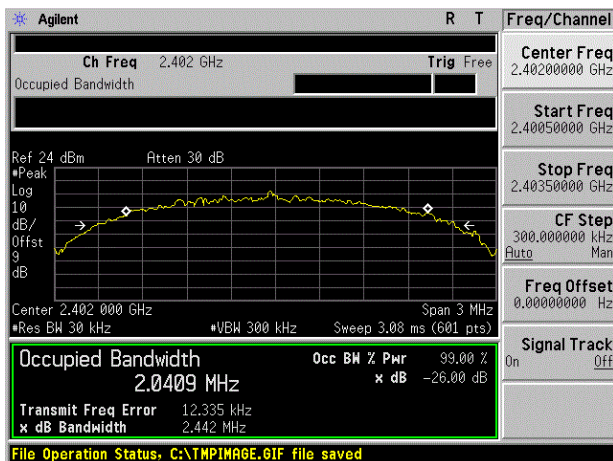 Agilent R T Freq/Channel
Ch Freq 2.402 GHz Trig Free
Occupied Bandwidth
Center Freq
2.40200000 GHz
Start Freq
2.40050000 GHz
Stop Freq
2.40350000 GHz
CF Step
300.000000 kHz
Auto Man
Freq Offset
0.00000000 Hz
Signal Track
On Off
Ref 24 dBm Atten 30 dB
#Peak
Log
10
dB/
Offst
9
dB
Center 2.402 000 GHz Span 3 MHz
#Res BW 30 kHz #VBW 300 kHz Sweep 3.08 ms (601 pts)
Occupied Bandwidth Occ BW % Pwr 99.00 %
2.0409 MHz x dB -26.00 dB
Transmit Freq Error 12.335 kHz
x dB Bandwidth 2.442 MHz
File Operation Status, C:\TMPIMAGE.GIF file saved